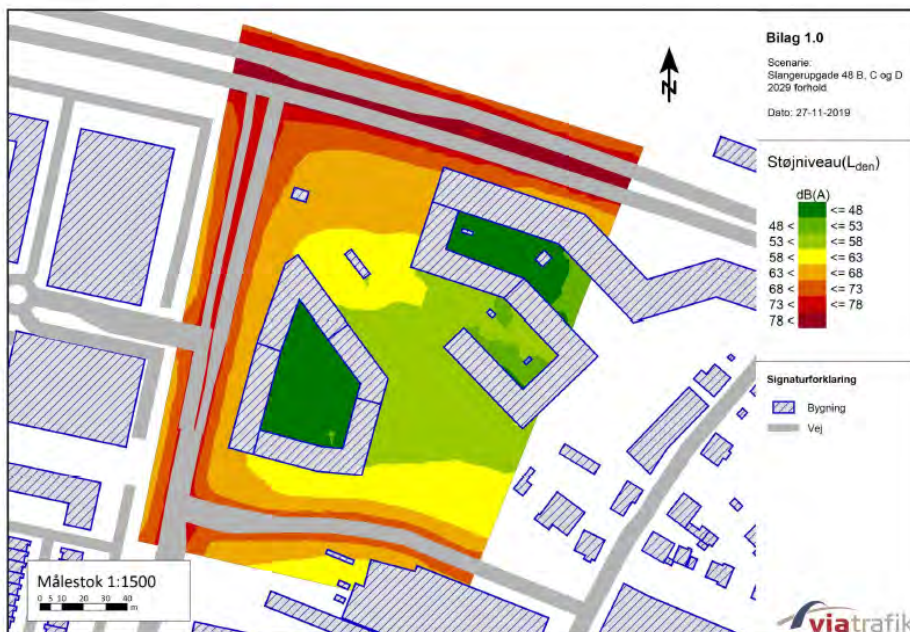 Bilag 1.0
Scenarie:
Slangerupgade 48 B, C og D
2029 forhold
Dato: 27-11-2019
N
Støjniveau(Lden)
dB(A)
<= 48
48 < <= 53
53 < <= 58
58 < <= 63
63 < <= 68
68 < <= 73
73 < <= 78
78 <
Signaturforklaring
Bygning
Vej
Målestok 1:1500
0 5 10 20 30 40
m
viatrafik